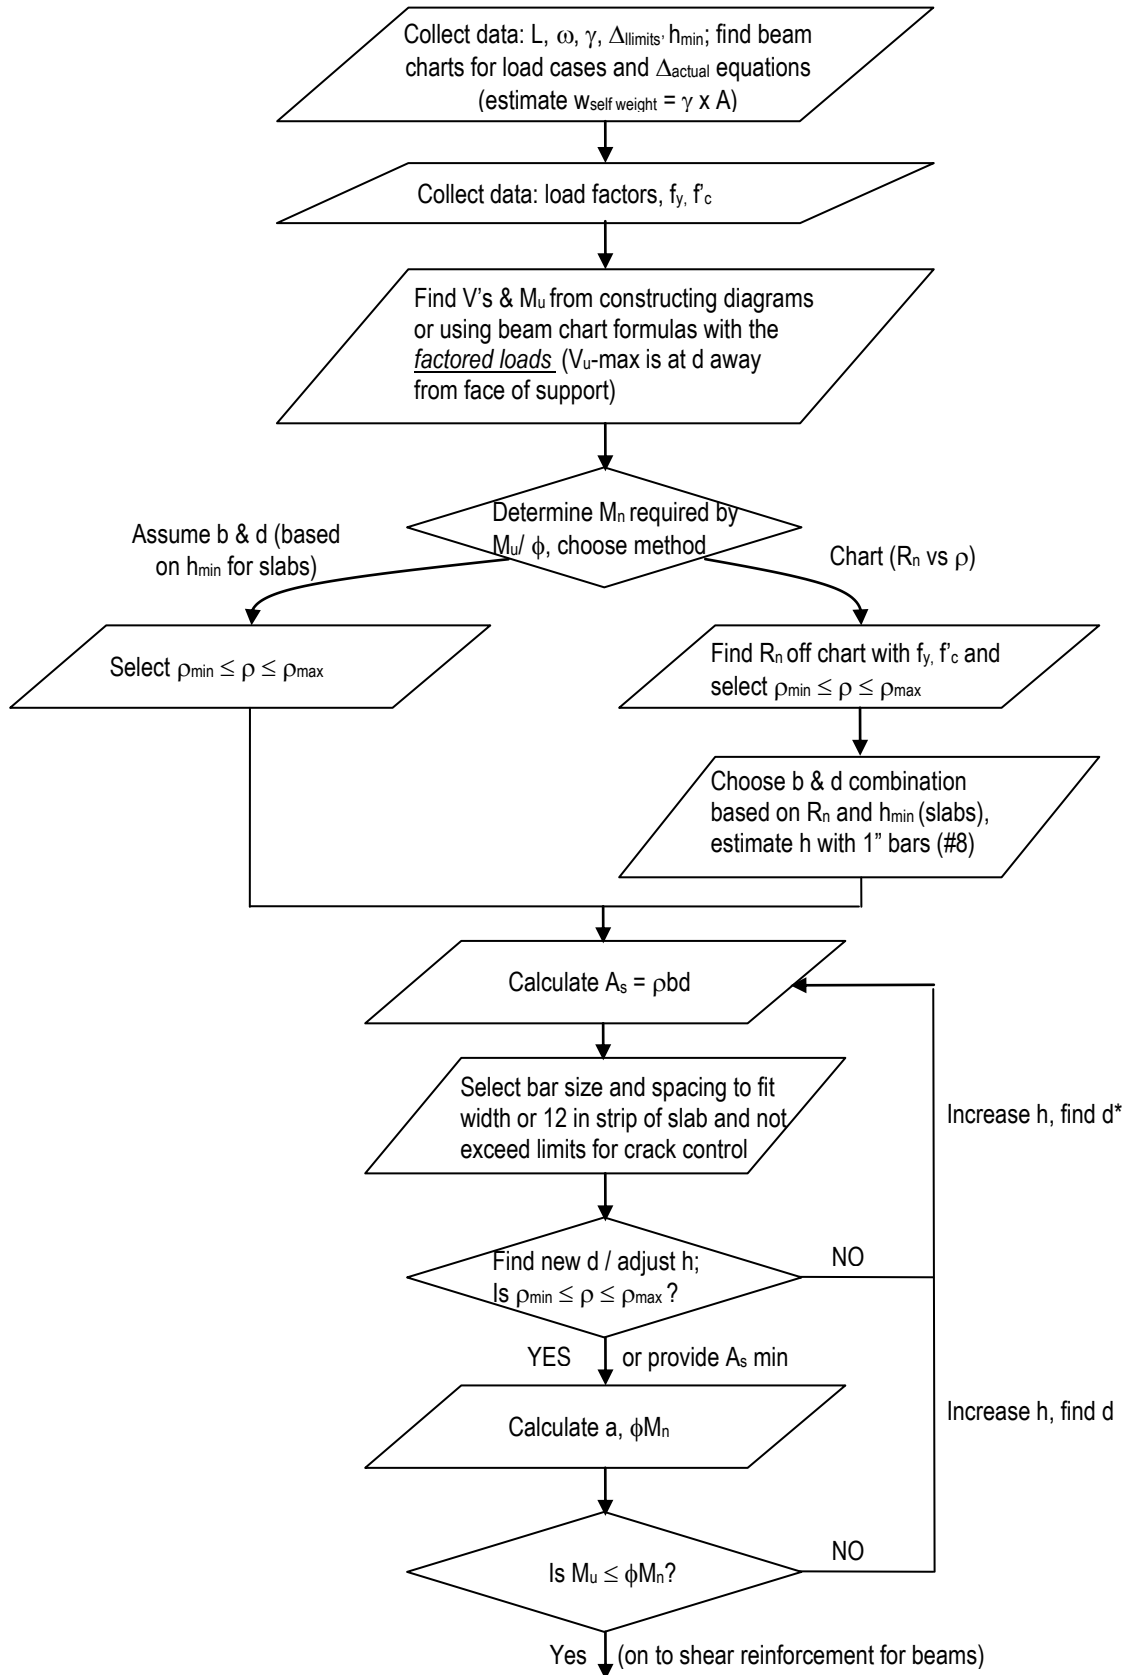 Collect data: L, ω, γ, Δllimits, hmin; find beam
charts for load cases and Δactual equations
(estimate wself weight = γ x A)
Collect data: load factors, fy, f'c
Find V's & Mu from constructing diagrams
or using beam chart formulas with the
factored loads (Vu-max is at d away
from face of support)
Determine Mn required by
Mu/ ϕ, choose method
Assume b & d (based
on hmin for slabs)
Chart (Rn vs ρ)
Select ρmin ≤ ρ ≤ ρmax
Find Rn off chart with fy, f'c and
select ρmin ≤ ρ ≤ ρmax
Choose b & d combination
based on Rn and hmin (slabs),
estimate h with 1” bars (#8)
Calculate As = ρbd
Select bar size and spacing to fit
width or 12 in strip of slab and not
exceed limits for crack control
Increase h, find d*
Find new d / adjust h;
Is ρmin ≤ ρ ≤ ρmax ?
NO
YES or provide As min
Calculate a, ϕMn
Increase h, find d
Is Mu ≤ ϕMn?
NO
Yes (on to shear reinforcement for beams)